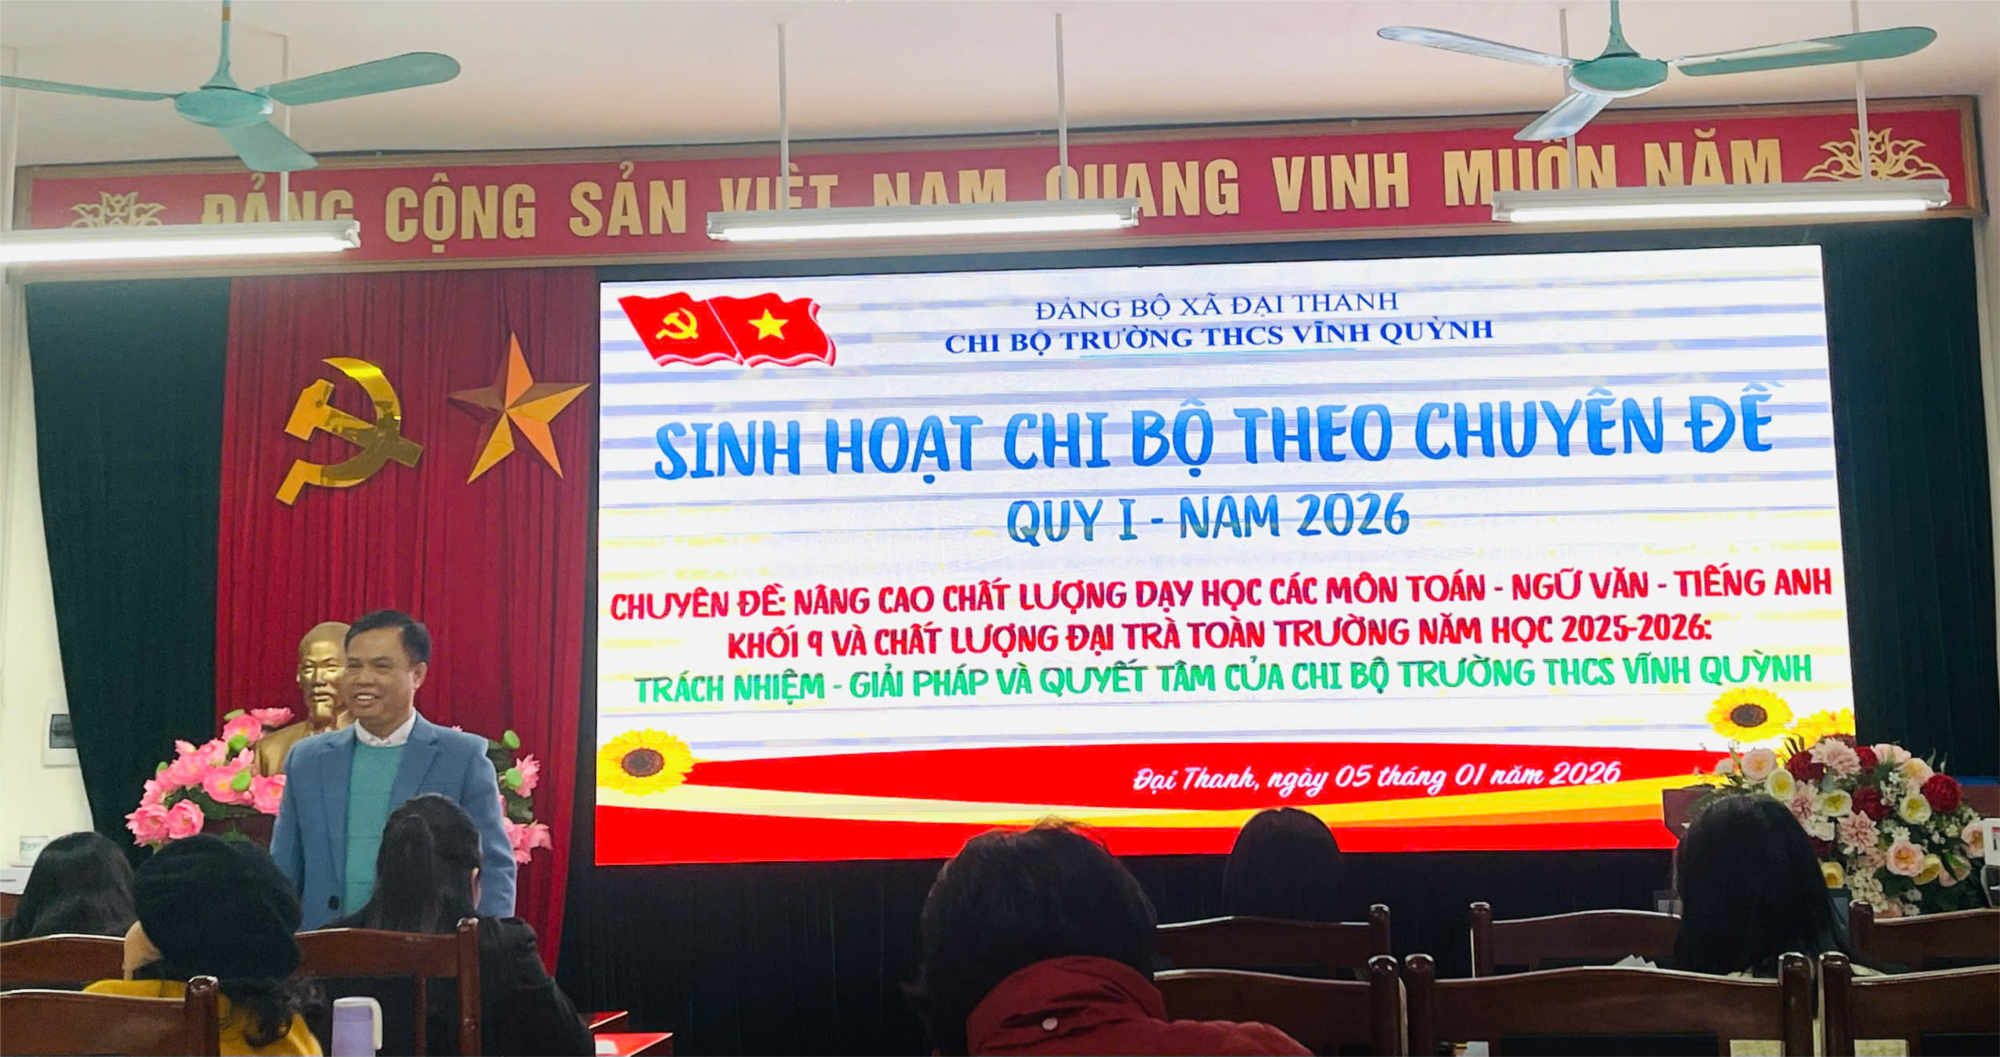 ĐẢNG CỘNG SẢN VIỆT NAM QUANG VINH MUÔN NĂM
ĐẢNG BỘ XÃ ĐẠI THANH
CHI BỘ TRƯỜNG THCS VĨNH QUỲNH
SINH HOẠT CHI BỘ THEO CHUYÊN ĐỀ
QUY I - NAM 2026
CHUYÊN ĐỀ: NÂNG CAO CHẤT LƯỢNG DẠY HỌC CÁC MÔN TOÁN - NGỮ VĂN - TIẾNG ANH
KHỐI 9 VÀ CHẤT LƯỢNG ĐẠI TRÀ TOÀN TRƯỜNG NĂM HỌC 2025-2026:
TRÁCH NHIỆM - GIẢI PHÁP VÀ QUYẾT TÂM CỦA CHI BỘ TRƯỜNG THCS VĨNH QUỲNH
Đại Thanh, ngày 05 tháng 01 năm 2026